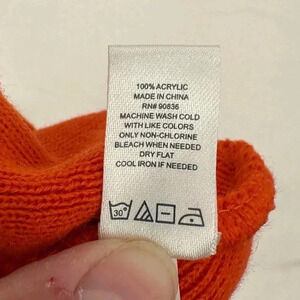 100% ACRYLIC
MADE IN CHINA
RN# 90836
MACHINE WASH COLD
WITH LIKE COLORS
ONLY NON-CHLORINE
BLEACH WHEN NEEDED
DRY FLAT
COOL IRON IF NEEDED
30°